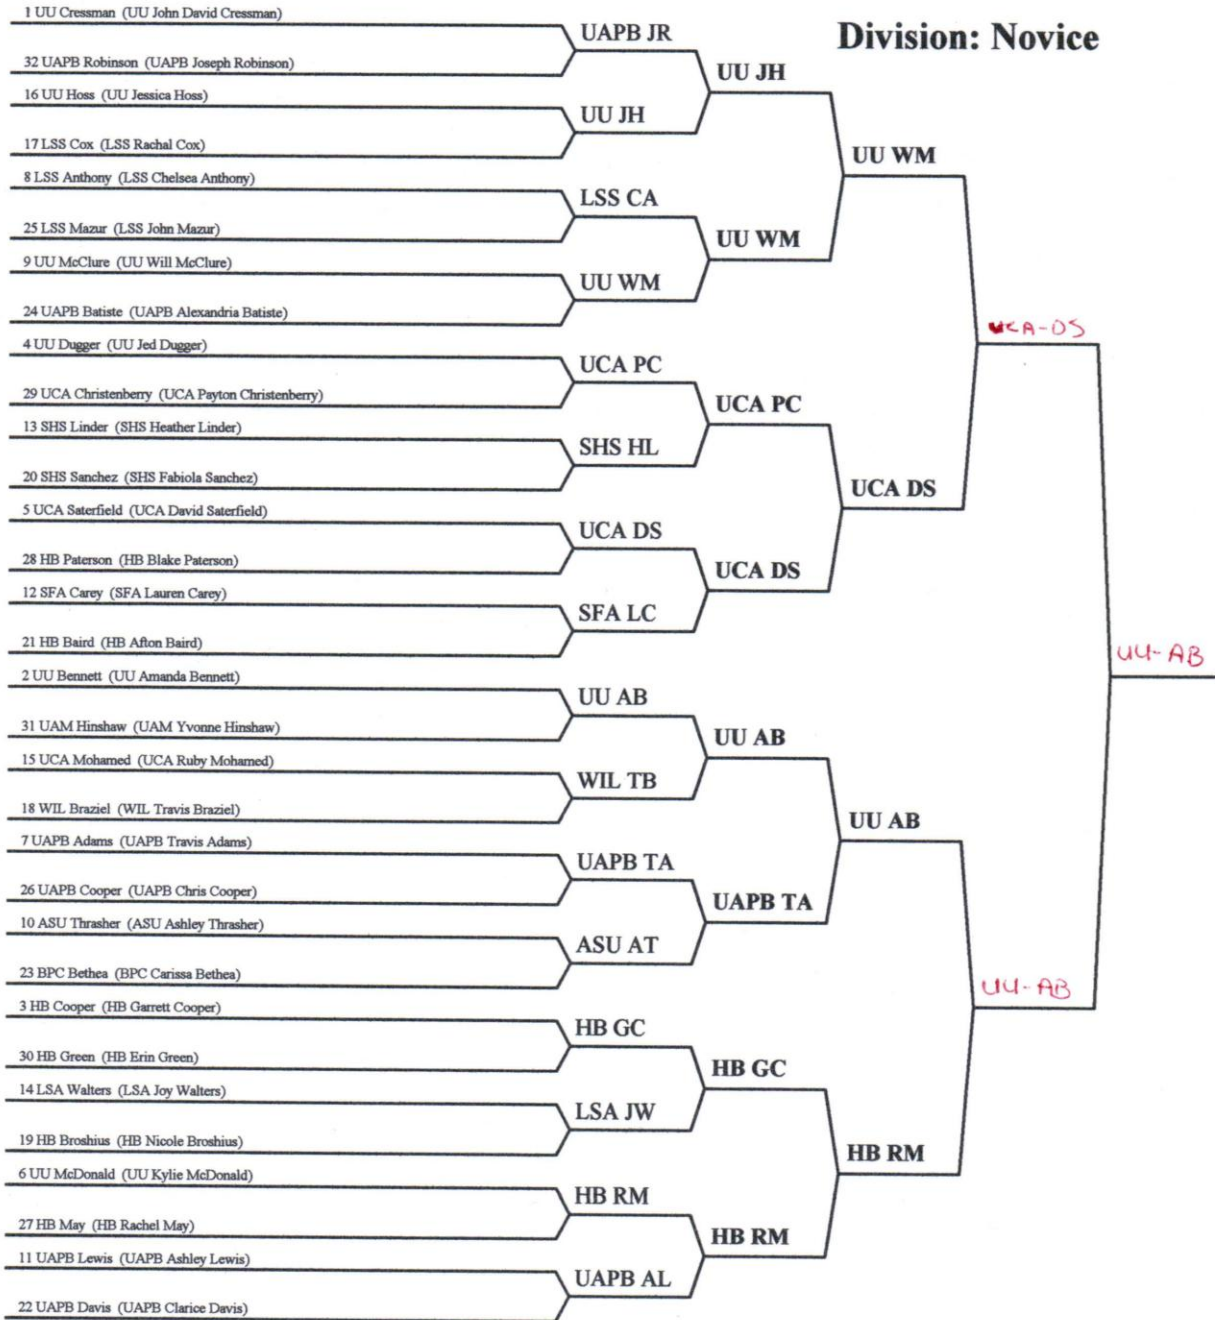 1 UU Cressman (UU John David Cressman)
UAPB JR
Division: Novice
32 UAPB Robinson (UAPB Joseph Robinson)
UU JH
16 UU Hoss (UU Jessica Hoss)
UU JH
17 LSS Cox (LSS Rachal Cox)
UU WM
8 LSS Anthony (LSS Chelsea Anthony)
LSS CA
25 LSS Mazur (LSS John Mazur)
UU WM
9 UU McClure (UU Will McClure)
UU WM
24 UAPB Batiste (UAPB Alexandria Batiste)
UCA-DS
4 UU Dugger (UU Jed Dugger)
UCA PC
29 UCA Christenberry (UCA Payton Christenberry)
UCA PC
13 SHS Linder (SHS Heather Linder)
SHS HL
20 SHS Sanchez (SHS Fabiola Sanchez)
UCA DS
5 UCA Saterfield (UCA David Saterfield)
UCA DS
28 HB Paterson (HB Blake Paterson)
UCA DS
12 SFA Carey (SFA Lauren Carey)
SFA LC
21 HB Baird (HB Afton Baird)
UU-AB
2 UU Bennett (UU Amanda Bennett)
UU AB
31 UAM Hinshaw (UAM Yvonne Hinshaw)
UU AB
15 UCA Mohamed (UCA Ruby Mohamed)
WIL TB
18 WIL Braziel (WIL Travis Braziel)
UU AB
7 UAPB Adams (UAPB Travis Adams)
UAPB TA
26 UAPB Cooper (UAPB Chris Cooper)
UAPB TA
10 ASU Thrasher (ASU Ashley Thrasher)
ASU AT
23 BPC Bethea (BPC Carissa Bethea)
UU-AB
3 HB Cooper (HB Garrett Cooper)
HB GC
30 HB Green (HB Erin Green)
HB GC
14 LSA Walters (LSA Joy Walters)
LSA JW
19 HB Broshius (HB Nicole Broshius)
HB RM
6 UU McDonald (UU Kylie McDonald)
HB RM
27 HB May (HB Rachel May)
HB RM
11 UAPB Lewis (UAPB Ashley Lewis)
UAPB AL
22 UAPB Davis (UAPB Clarice Davis)